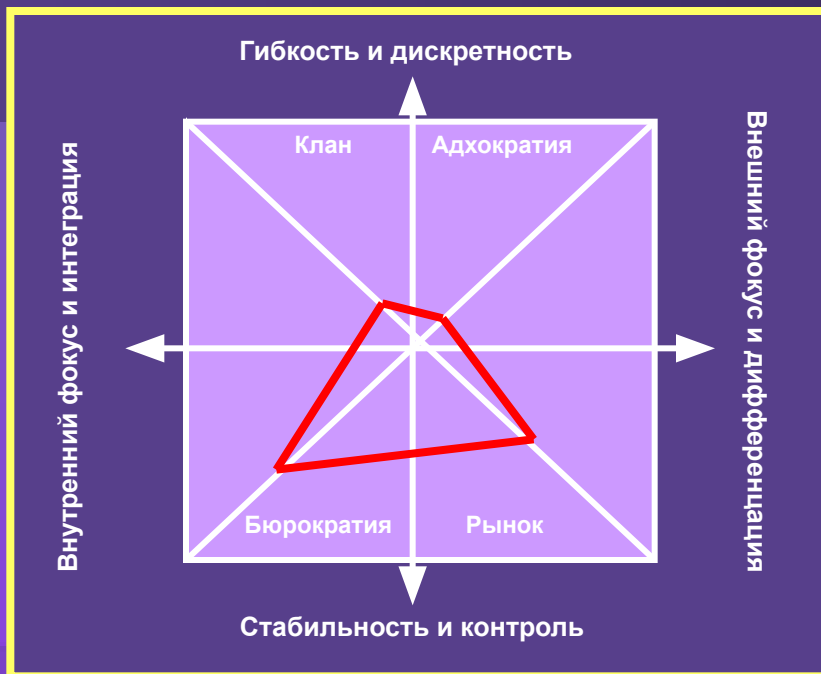 Гибкость и дискретность
Клан
Адхократия
Внутренний фокус и интеграция
Внешний фокус и дифференцация
Бюрократия
Рынок
Стабильность и контроль